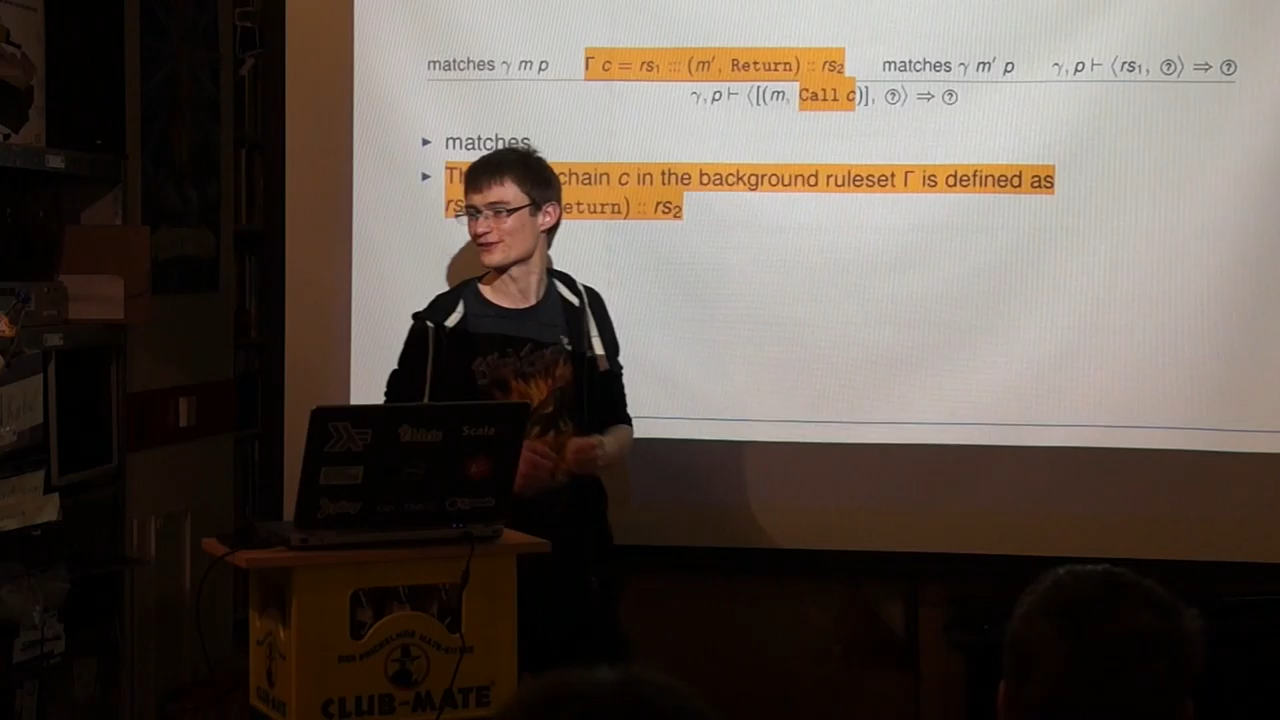 matches γ m p Γ c = rs₁ ::: (m′, Return) :: rs₂ matches γ m′ p γ, p ⊢ ⟨rs₁, ?⟩ ⇒ ?
γ, p ⊢ ⟨[(m, Call c)], ?⟩ ⇒ ?
► matches
► chain c in the background ruleset Γ is defined as
eturn) :: rs₂
Scala
CLUB-MATE